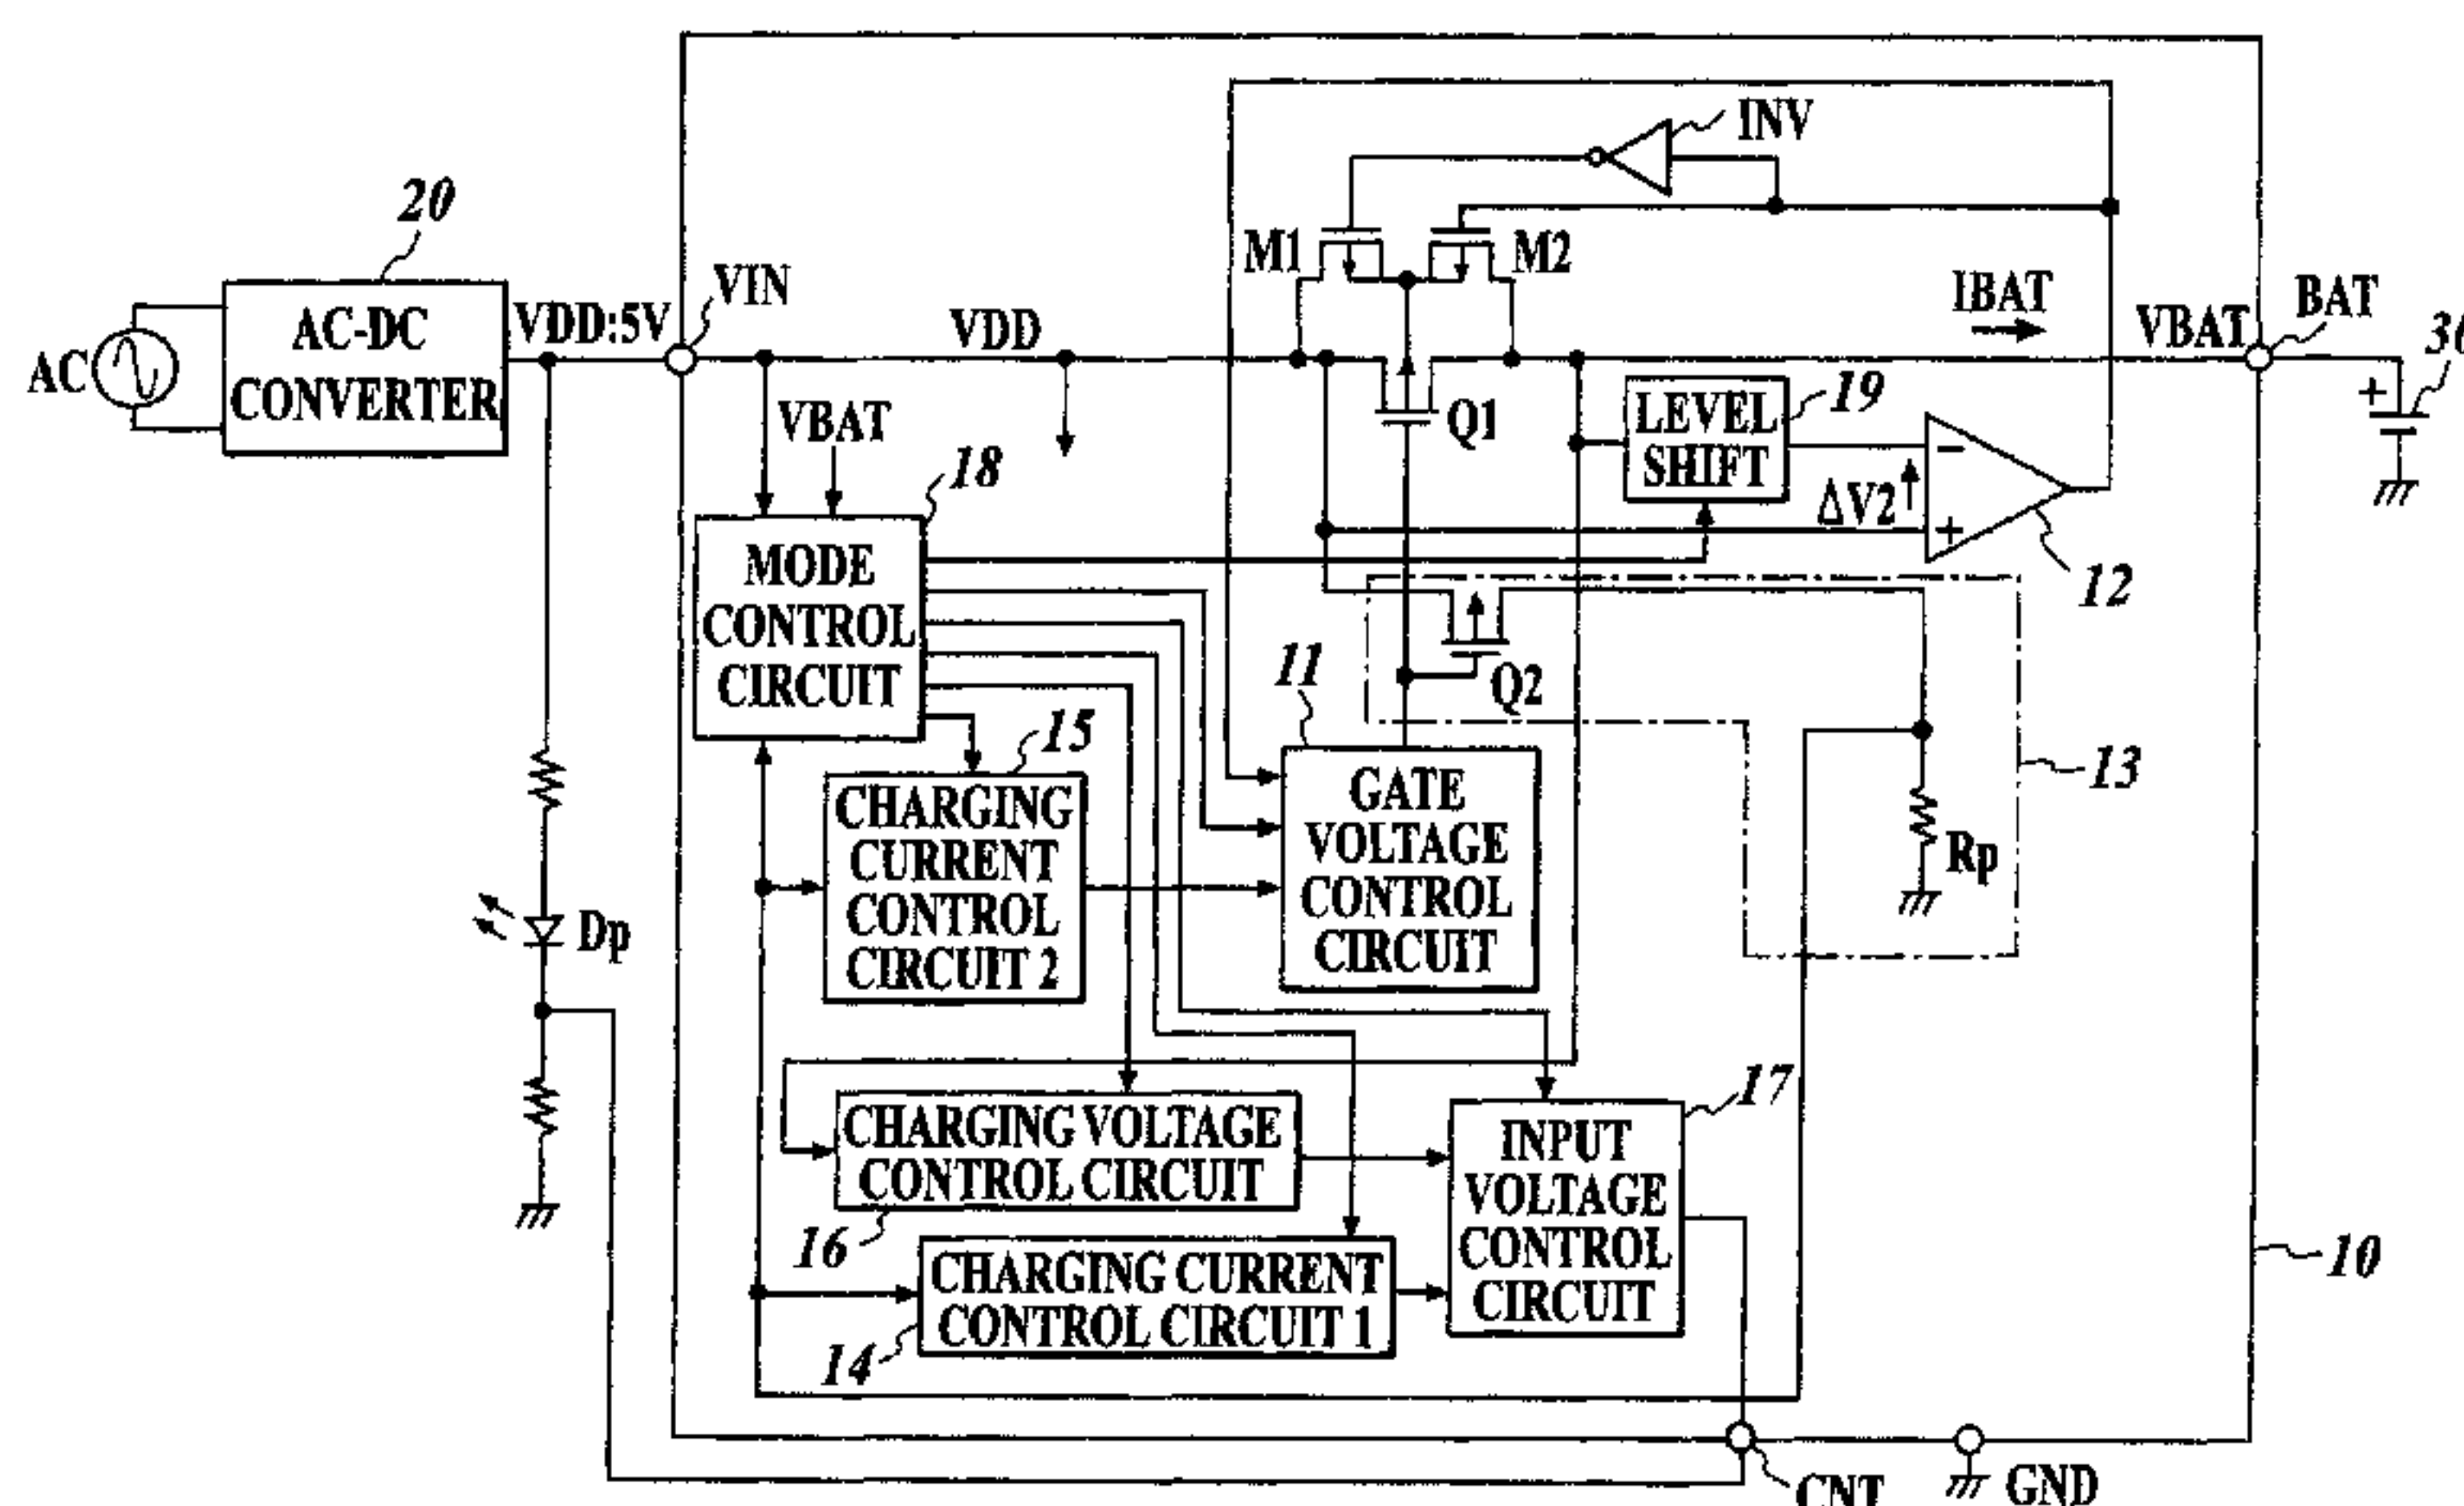 INV
20
M1
M2
VIN
IBAT
BAT
AC-DC
CONVERTER
VDD:5V
VDD
VBAT
AC
+
VBAT
Q1
LEVEL
SHIFT
19
18
−
ΔV2
+
12
MODE
CONTROL
CIRCUIT
Q2
11
15
13
CHARGING
CURRENT
CONTROL
CIRCUIT 2
GATE
VOLTAGE
CONTROL
CIRCUIT
Rp
Dp
17
CHARGING VOLTAGE
CONTROL CIRCUIT
INPUT
VOLTAGE
CONTROL
CIRCUIT
16
10
CHARGING CURRENT
CONTROL CIRCUIT 1
14
CNT
GND